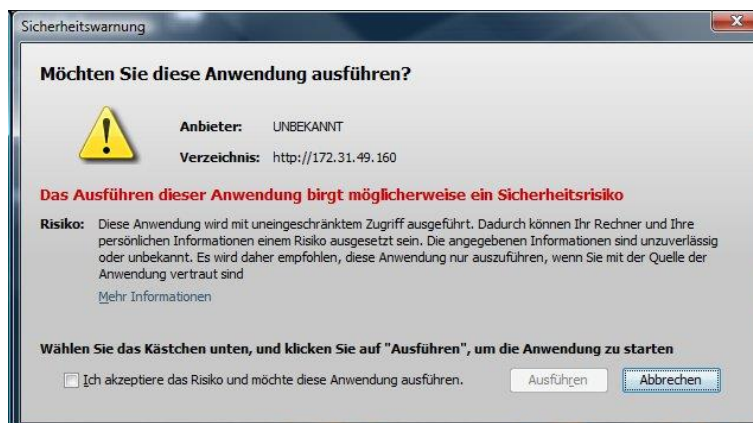 Sicherheitswarnung
Möchten Sie diese Anwendung ausführen?
Anbieter: UNBEKANNT
Verzeichnis: http://172.31.49.160
Das Ausführen dieser Anwendung birgt möglicherweise ein Sicherheitsrisiko
Risiko: Diese Anwendung wird mit uneingeschränktem Zugriff ausgeführt. Dadurch können Ihr Rechner und Ihre
persönlichen Informationen einem Risiko ausgesetzt sein. Die angegebenen Informationen sind unzuverlässig
oder unbekannt. Es wird daher empfohlen, diese Anwendung nur auszuführen, wenn Sie mit der Quelle der
Anwendung vertraut sind
Mehr Informationen
Wählen Sie das Kästchen unten, und klicken Sie auf "Ausführen", um die Anwendung zu starten
Ich akzeptiere das Risiko und möchte diese Anwendung ausführen. Ausführen Abbrechen